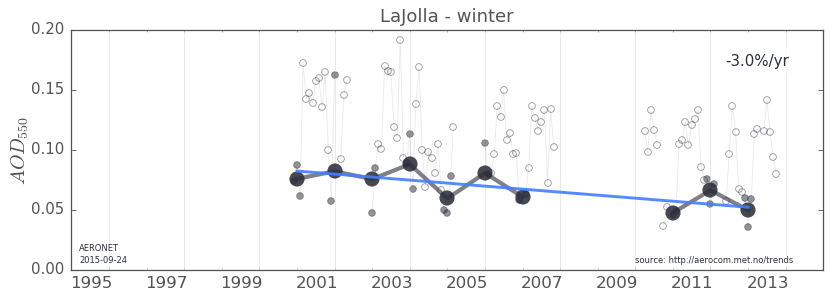 LaJolla - winter
-3.0%/yr
AOD550
0.20
0.15
0.10
0.05
0.00
AERONET
2015-09-24
source: http://aerocom.met.no/trends
1995 1997 1999 2001 2003 2005 2007 2009 2011 2013